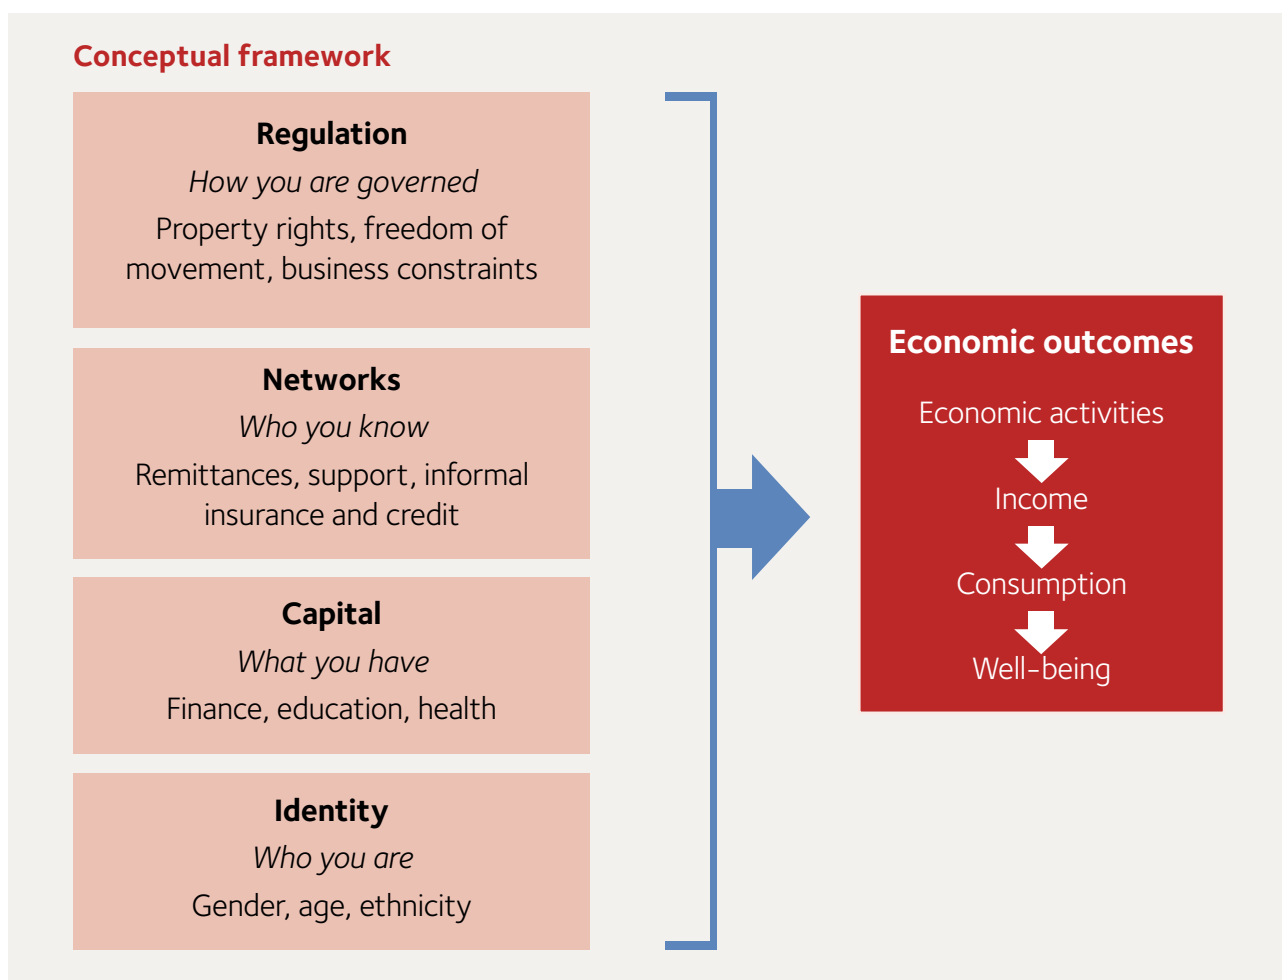 Conceptual framework
Regulation
How you are governed
Property rights, freedom of
movement, business constraints
Networks
Who you know
Remittances, support, informal
insurance and credit
Capital
What you have
Finance, education, health
Identity
Who you are
Gender, age, ethnicity
Economic outcomes
Economic activities
Income
Consumption
Well-being